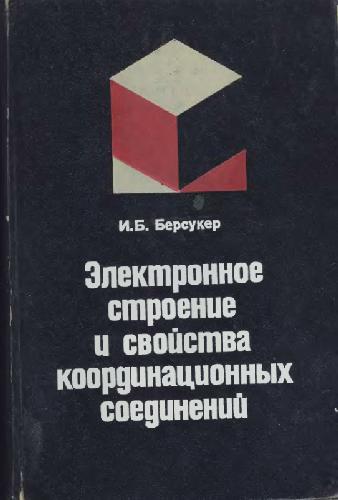 И.Б. Берсукер
Электронное
строение
и свойства
координационных
соединений